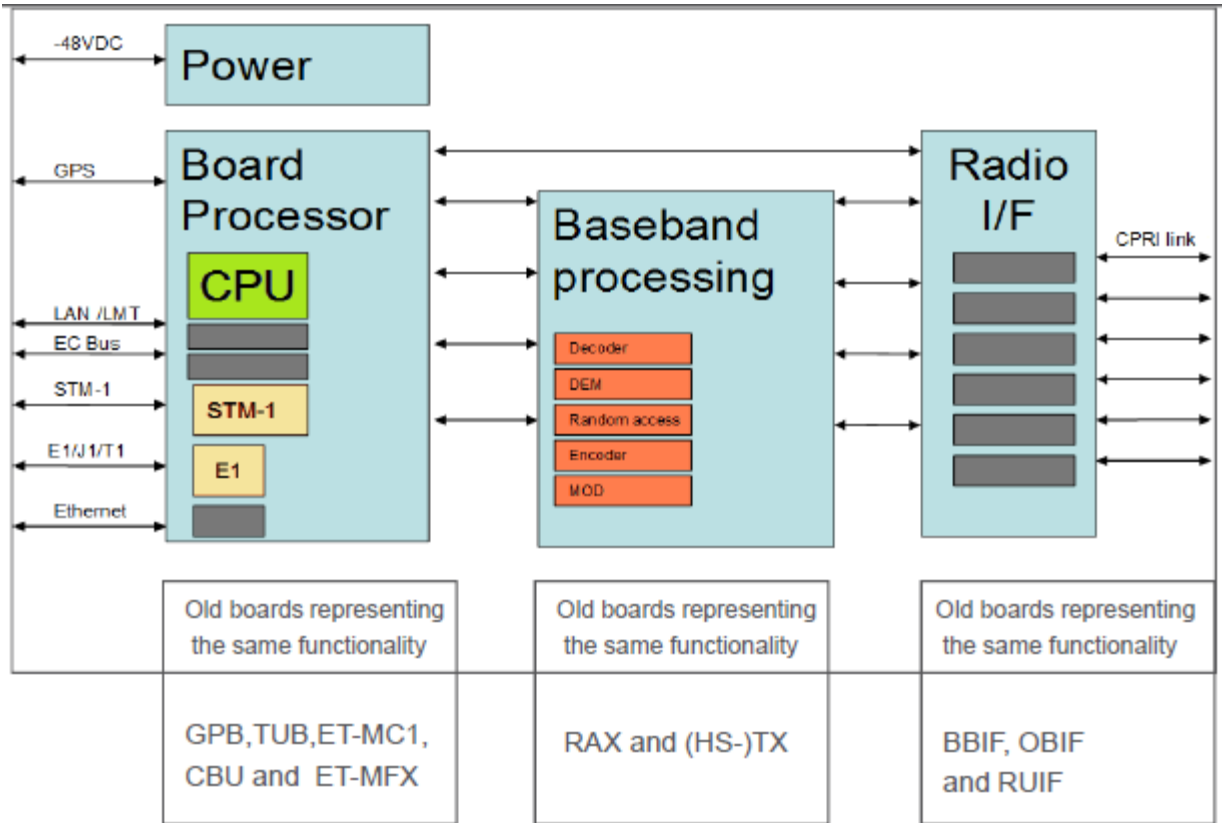 -48VDC
Power
GPS
Board
Processor
CPU
LAN /LMT
EC Bus
STM-1
STM-1
E1/J1/T1
E1
Ethernet
Baseband
processing
Decoder
DEM
Random access
Encoder
MOD
Radio
I/F
CPRI link
Old boards representing
the same functionality
GPB,TUB,ET-MC1,
CBU and ET-MFX
Old boards representing
the same functionality
RAX and (HS-)TX
Old boards representing
the same functionality
BBIF, OBIF
and RUIF